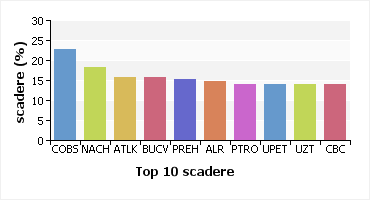 scadere (%)
30
25
20
15
10
5
0
COBS NACH ATLK BUCV PREH ALR PTRO UPET UZT CBC
Top 10 scadere